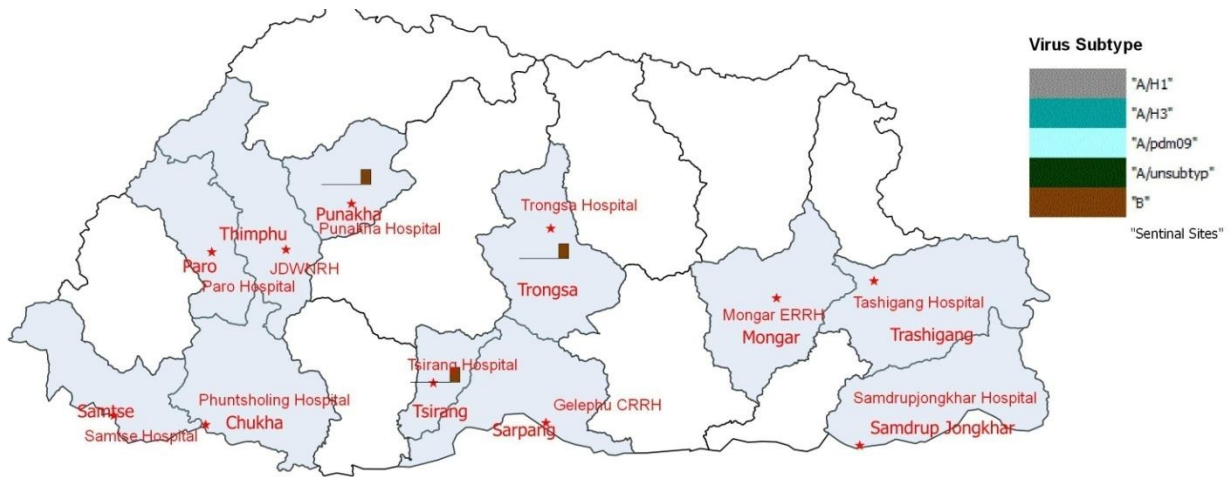 Virus Subtype
"A/H1"
"A/H3"
"A/pdm09"
"A/unsubtyp"
"B"
"Sentinal Sites"
Punakha
Punakha Hospital
Trongsa Hospital
Trongsa
Thimphu
JDWNRH
Paro
Paro Hospital
Mongar ERRH
Mongar
Tashigang Hospital
Trashigang
Tsirang Hospital
Tsirang
Phuntsholing Hospital
Chukha
Samtse
Samtse Hospital
Gelephu CRRH
Sarpang
Samdrupjongkhar Hospital
Samdrup Jongkhar